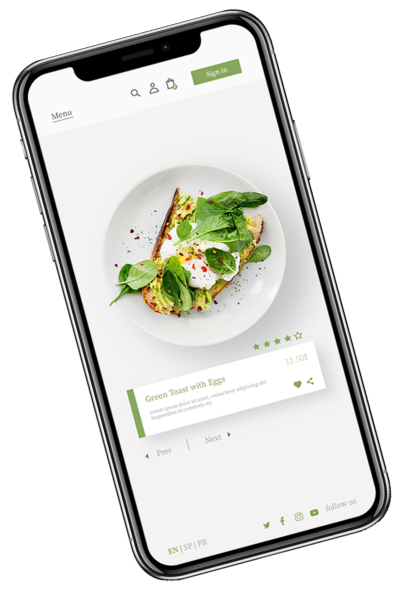 Sign in
Menu
12.50$
Green Toast with Eggs
Lorem ipsum dolor sit amet, consectetur adipiscing elit.
Suspendisse in commodo mi.
Prev | Next
follow us
EN | SP | FR